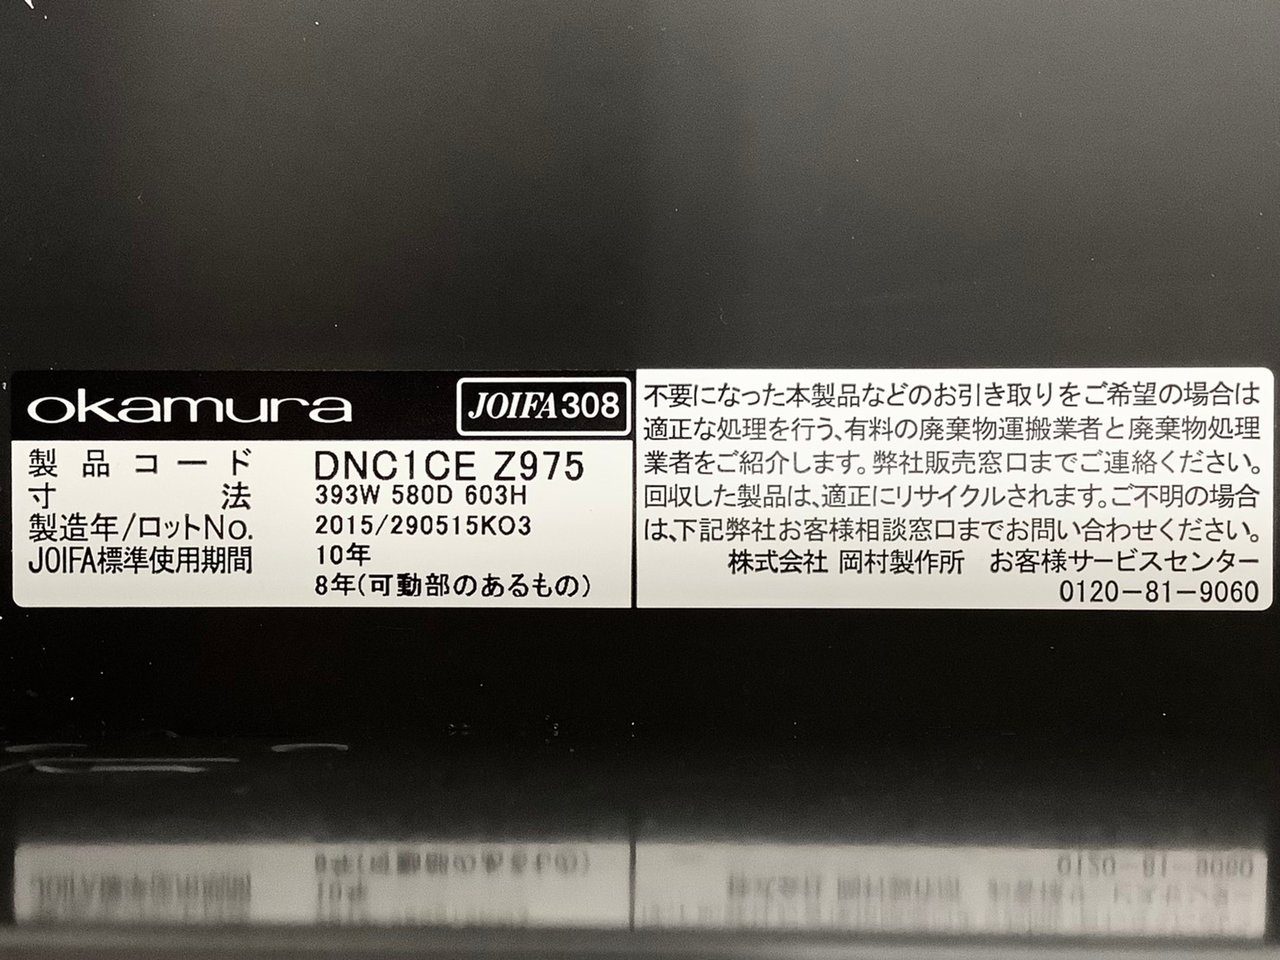 okamura JOIFA308
製品コード DNC1CE Z975
寸法 393W 580D 603H
製造年/ロットNo. 2015/290515KO3
JOIFA標準使用期間 10年
8年(可動部のあるもの)
不要になった本製品などのお引き取りをご希望の場合は
適正な処理を行う、有料の廃棄物運搬業者と廃棄物処理
業者をご紹介します。弊社販売窓口までご連絡ください。
回収した製品は、適正にリサイクルされます。ご不明の場合
は、下記弊社お客様相談窓口までお問い合わせください。
株式会社 岡村製作所 お客様サービスセンター
0120-81-9060